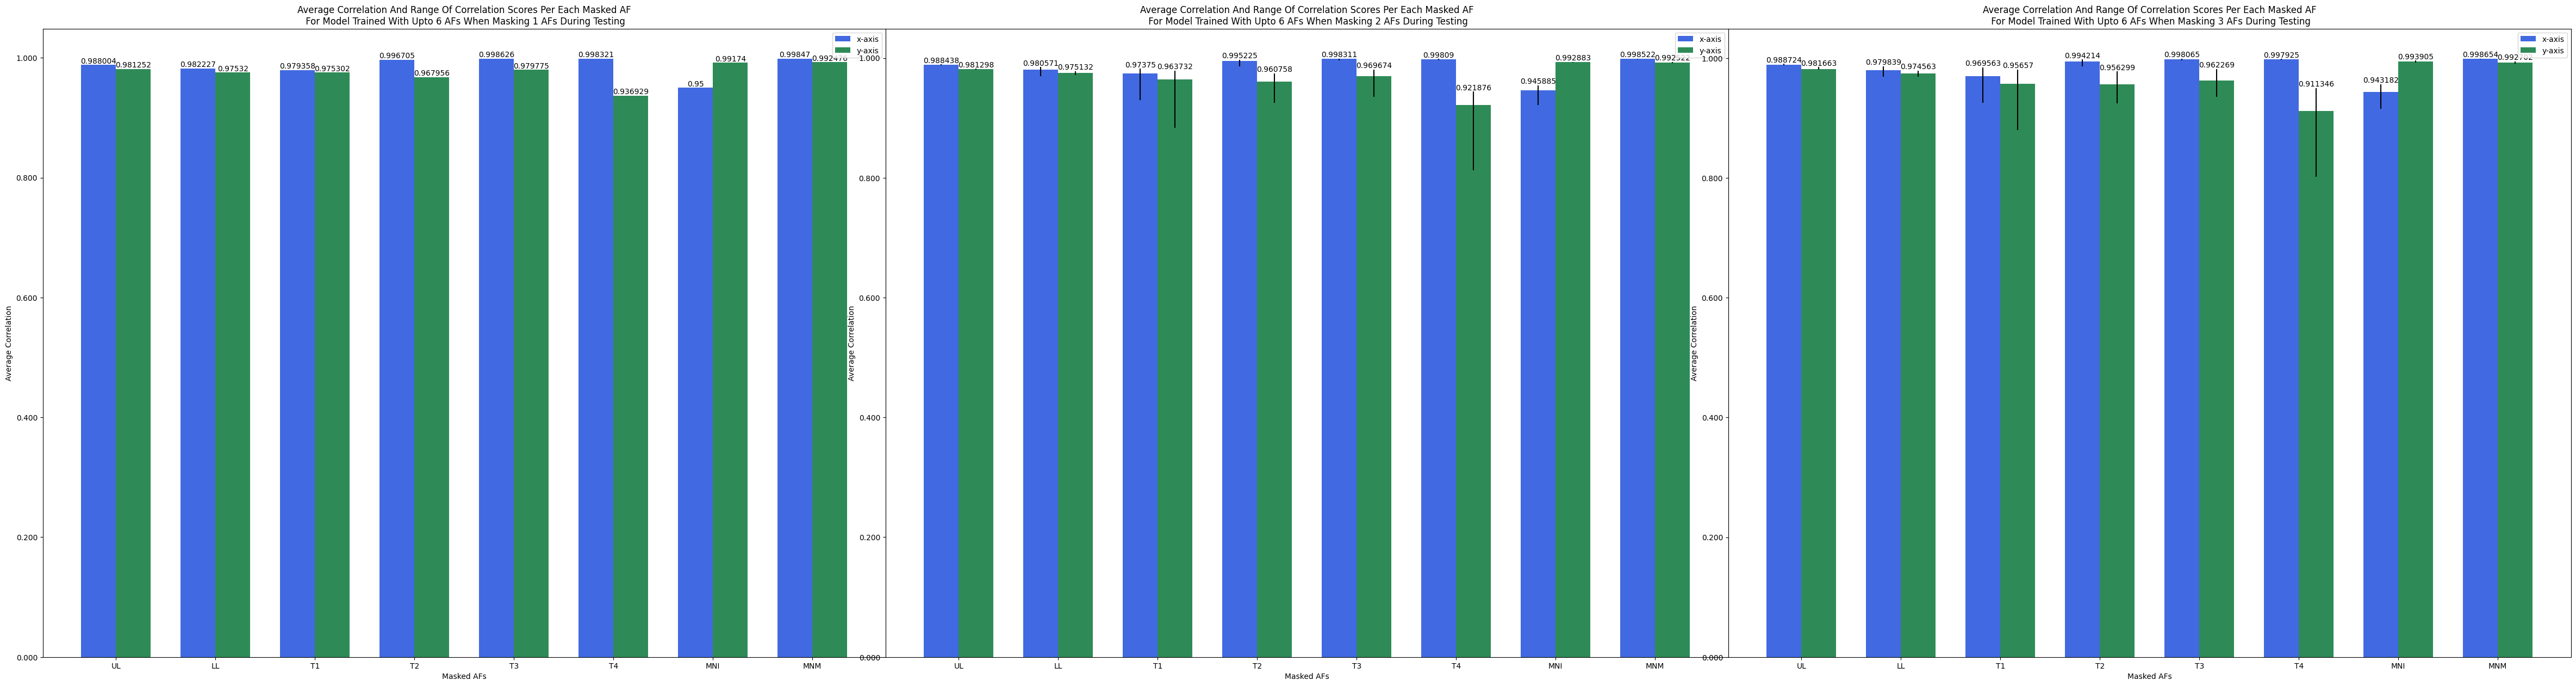 Average Correlation And Range Of Correlation Scores Per Each Masked AF
For Model Trained With Upto 6 AFs When Masking 1 AFs During Testing
x-axis
y-axis
1.000
0.800
0.600
0.400
0.200
0.000
Average Correlation
0.988004
0.981252
0.982227
0.97532
0.979358
0.975302
0.996705
0.967956
0.998626
0.979775
0.998321
0.936929
0.95
0.99174
0.99847
UL
LL
T1
T2
T3
T4
MNI
MNM
Masked AFs
Average Correlation And Range Of Correlation Scores Per Each Masked AF
For Model Trained With Upto 6 AFs When Masking 2 AFs During Testing
x-axis
y-axis
1.000
0.800
0.600
0.400
0.200
0.000
Average Correlation
0.988438
0.981298
0.980571
0.975132
0.97375
0.963732
0.995225
0.960758
0.998311
0.969674
0.99809
0.921876
0.945885
0.992883
0.998522
UL
LL
T1
T2
T3
T4
MNI
MNM
Masked AFs
Average Correlation And Range Of Correlation Scores Per Each Masked AF
For Model Trained With Upto 6 AFs When Masking 3 AFs During Testing
x-axis
y-axis
1.000
0.800
0.600
0.400
0.200
0.000
Average Correlation
0.988724
0.981663
0.979839
0.974563
0.969563
0.95657
0.994214
0.956299
0.998065
0.962269
0.997925
0.911346
0.943182
0.993905
0.998654
UL
LL
T1
T2
T3
T4
MNI
MNM
Masked AFs